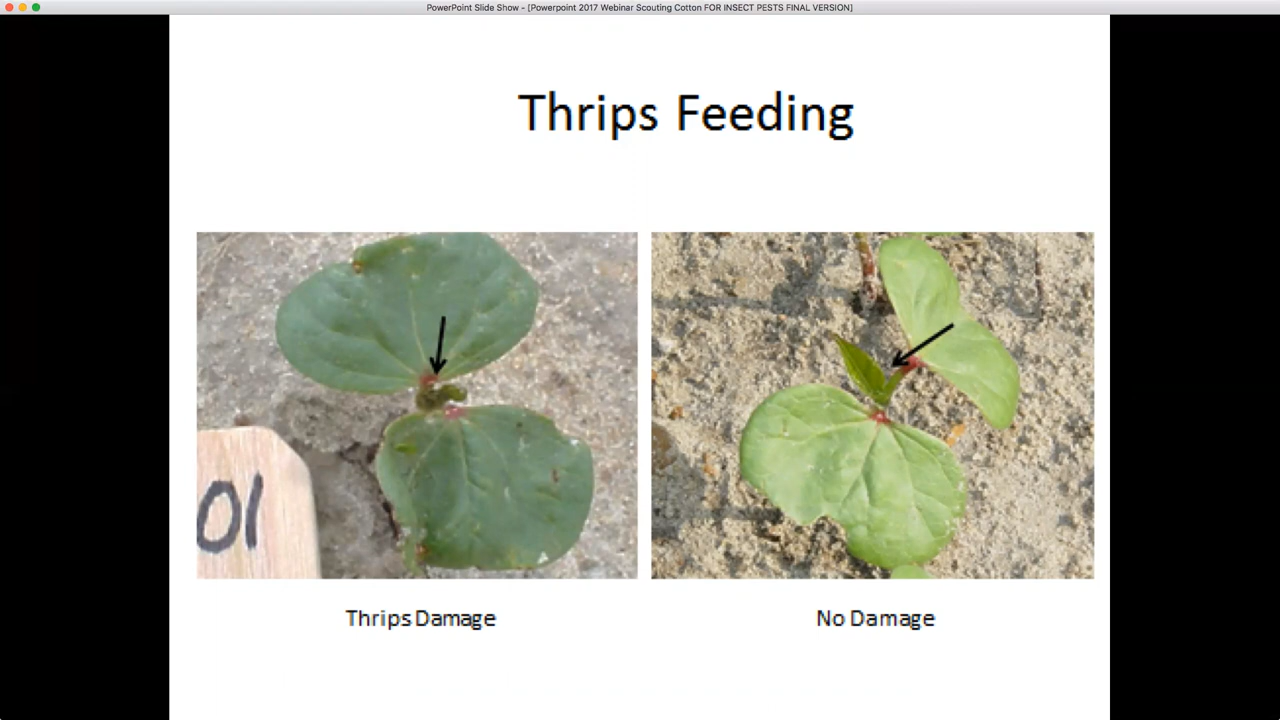 PowerPoint Slide Show - [Powerpoint 2017 Webinar Scouting Cotton FOR INSECT PESTS FINAL VERSION]
Thrips Feeding
01
Thrips Damage
No Damage